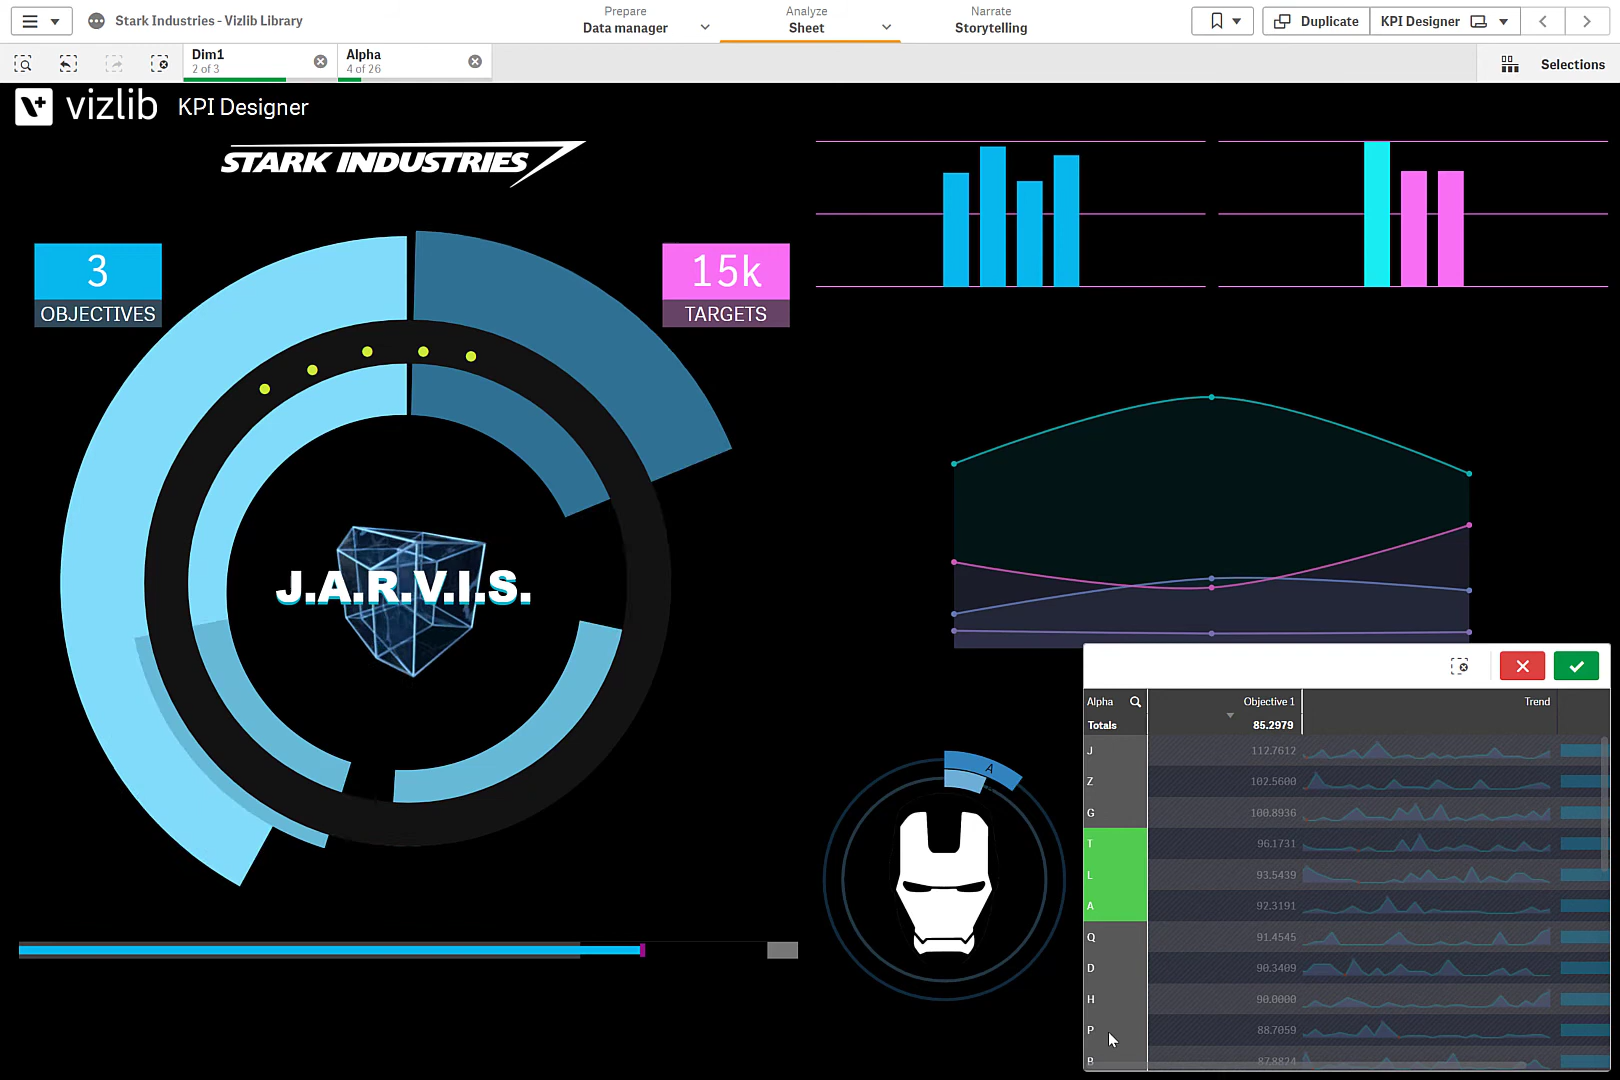 Stark Industries - Vizlib Library
Prepare
Data manager
Analyze
Sheet
Narrate
Storytelling
Duplicate
KPI Designer
Dim1
2 of 3
Alpha
4 of 26
Selections
vizlib KPI Designer
STARK INDUSTRIES
3
OBJECTIVES
15k
TARGETS
J.A.R.V.I.S.
A
Alpha Objective 1 Trend
Totals 85.2979
J 112.7612
Z 102.5600
G 100.8936
T 96.1731
L 93.5439
A 92.3191
Q 91.4545
D 90.3409
H 90.0000
P 88.7059
B 87.8824